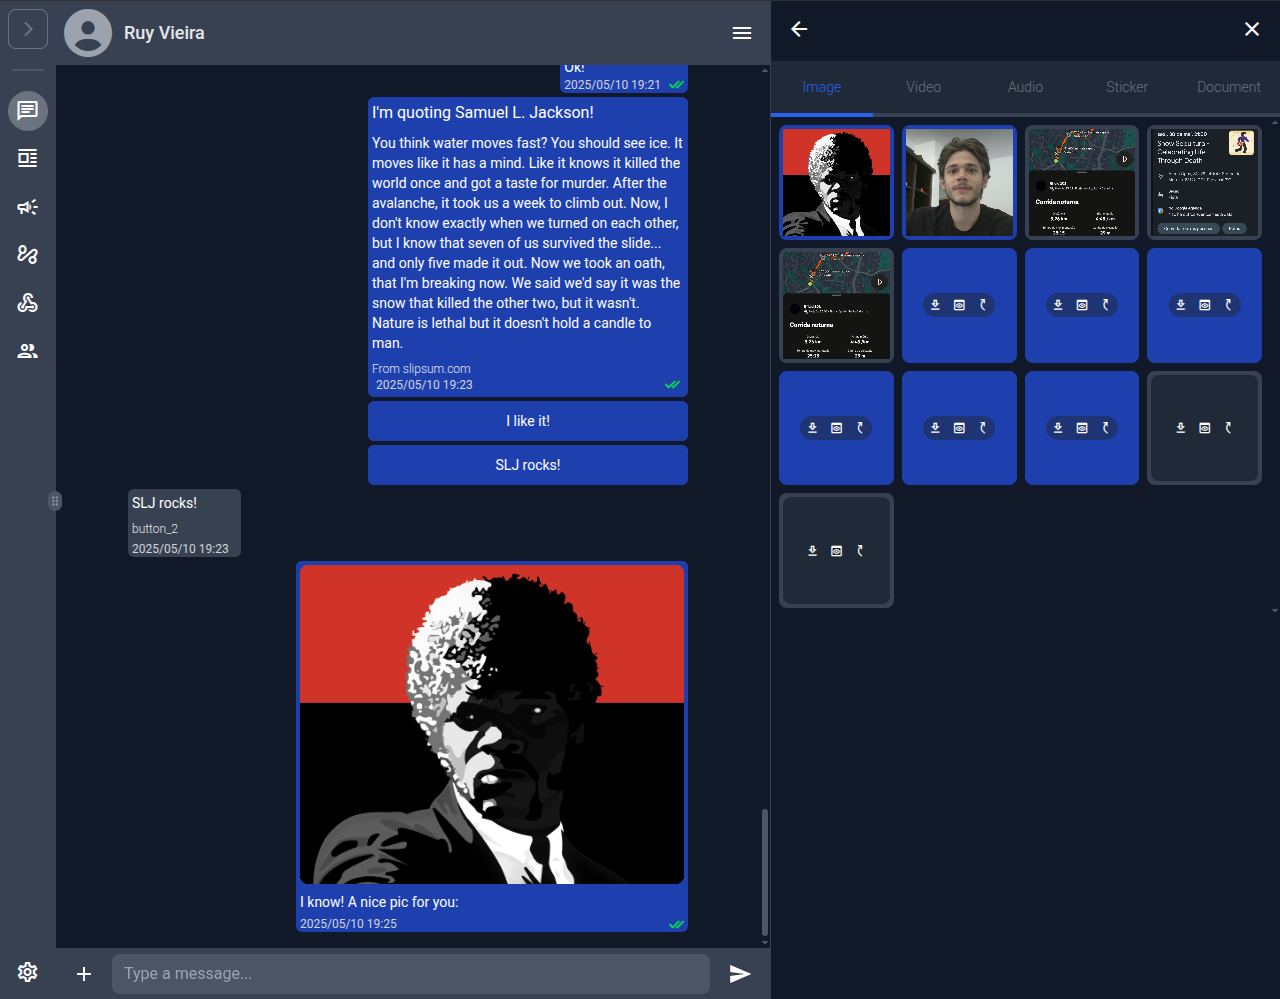 Ruy Vieira
Ok!
2025/05/10 19:21
I'm quoting Samuel L. Jackson!
You think water moves fast? You should see ice. It
moves like it has a mind. Like it knows it killed the
world once and got a taste for murder. After the
avalanche, it took us a week to climb out. Now, I
don't know exactly when we turned on each other,
but I know that seven of us survived the slide...
and only five made it out. Now we took an oath,
that I'm breaking now. We said we'd say it was the
snow that killed the other two, but it wasn't.
Nature is lethal but it doesn't hold a candle to
man.
From slipsum.com
2025/05/10 19:23
I like it!
SLJ rocks!
SLJ rocks!
button_2
2025/05/10 19:23
I know! A nice pic for you:
2025/05/10 19:25
Type a message...
Image
Video
Audio
Sticker
Document
Corrida noturna
Show Sepultura -
Celebrating Life
Through Death
Corrida noturna